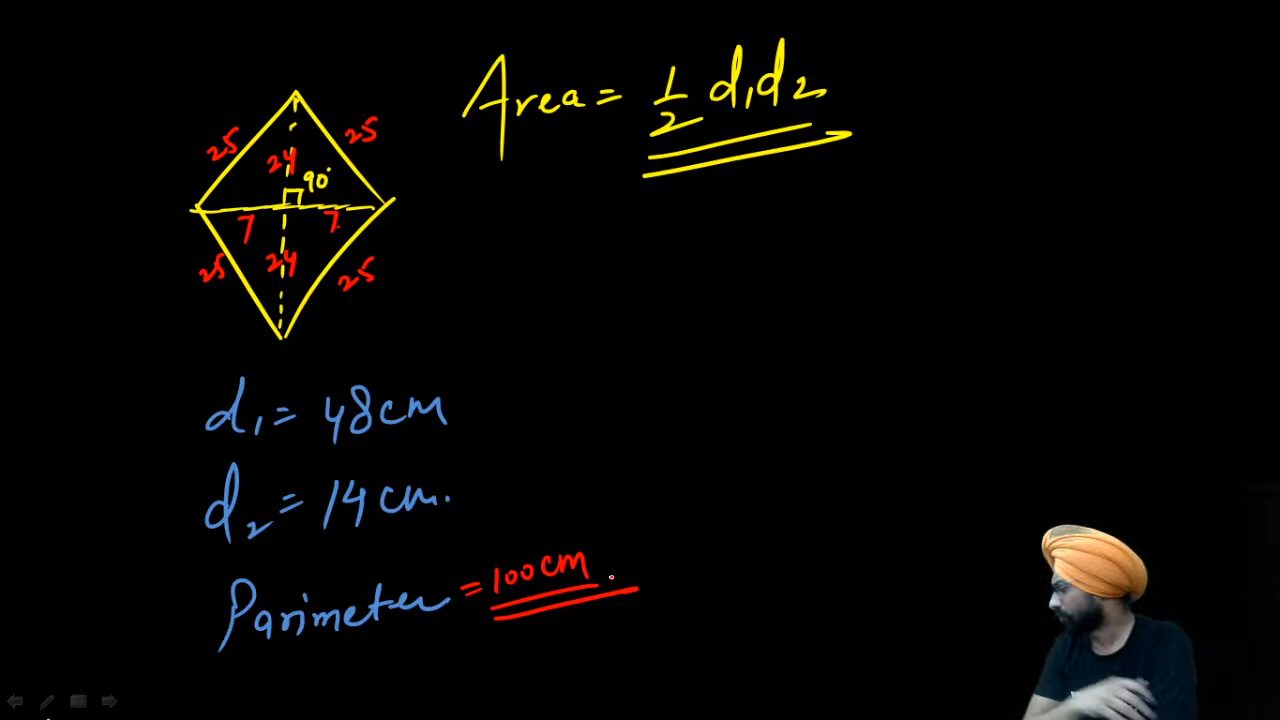 Area = 1/2 d1d2
25 25
24
90°
7 7
24
25 25
d1 = 48cm
d2 = 14 cm.
Parimeter = 100cm